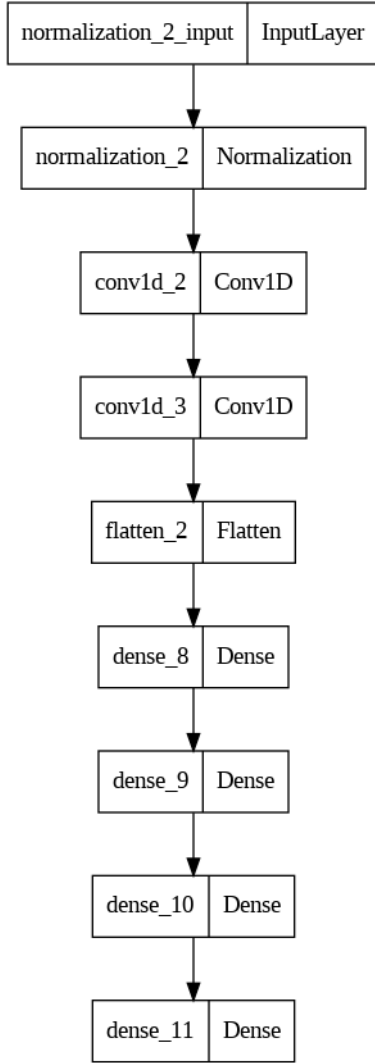 normalization_2_input InputLayer
normalization_2 Normalization
conv1d_2 Conv1D
conv1d_3 Conv1D
flatten_2 Flatten
dense_8 Dense
dense_9 Dense
dense_10 Dense
dense_11 Dense